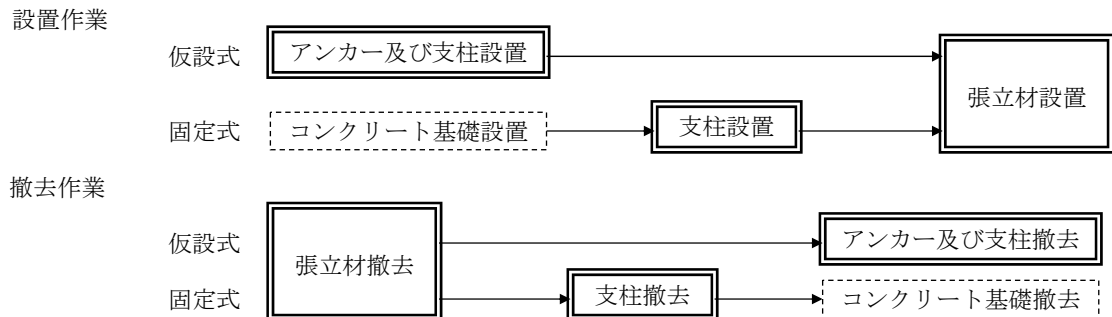 設置作業
仮設式 アンカー及び支柱設置
張立材設置
固定式 コンクリート基礎設置 支柱設置
撤去作業
仮設式 アンカー及び支柱撤去
張立材撤去
固定式 支柱撤去 コンクリート基礎撤去